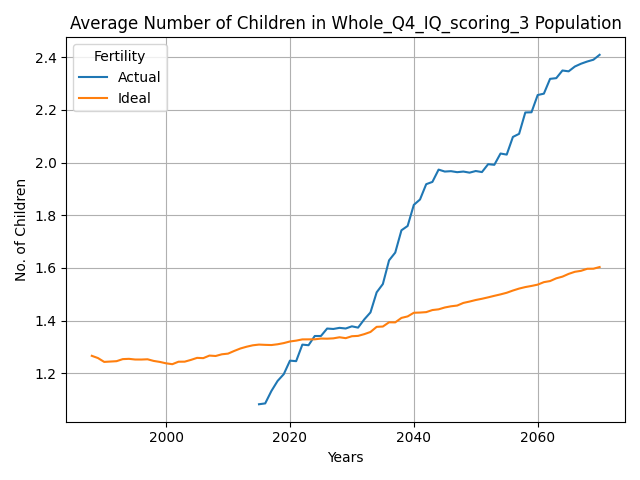 Average Number of Children in Whole_Q4_IQ_scoring_3 Population
Fertility
Actual
Ideal
No. of Children
2.4
2.2
2.0
1.8
1.6
1.4
1.2
2000
2020
2040
2060
Years